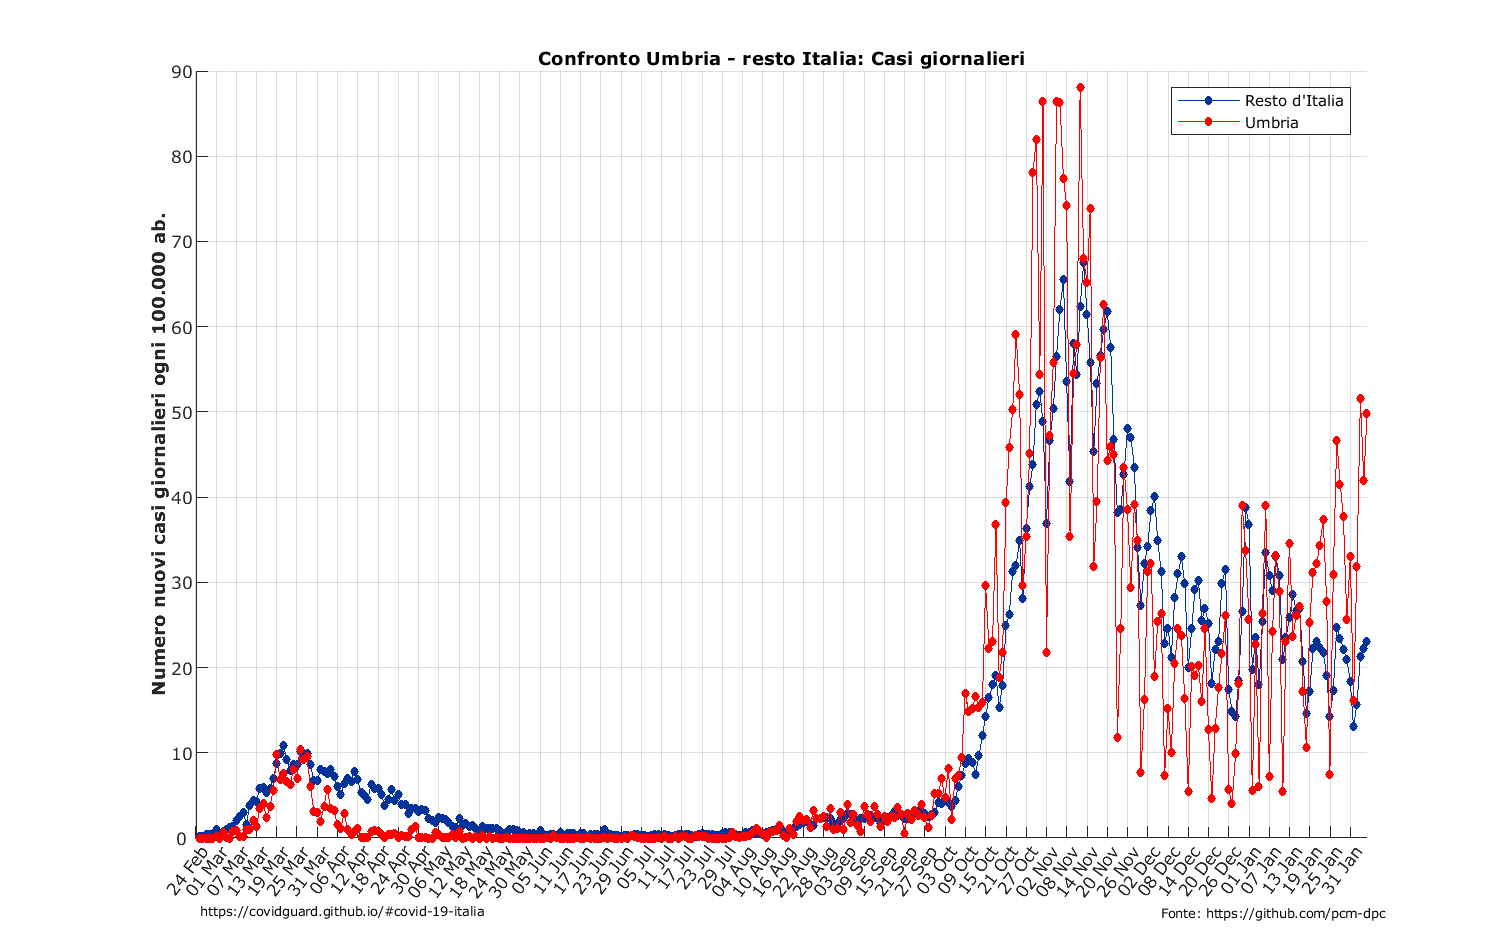 Confronto Umbria - resto Italia: Casi giornalieri
Resto d'Italia
Umbria
Numero nuovi casi giornalieri ogni 100.000 ab.
90
80
70
60
50
40
30
20
10
0
24 Feb
01 Mar
07 Mar
13 Mar
19 Mar
25 Mar
31 Mar
06 Apr
12 Apr
18 Apr
24 Apr
30 Apr
06 May
12 May
18 May
24 May
30 May
05 Jun
11 Jun
17 Jun
23 Jun
29 Jun
05 Jul
11 Jul
17 Jul
23 Jul
29 Jul
04 Aug
10 Aug
16 Aug
22 Aug
28 Aug
03 Sep
09 Sep
15 Sep
21 Sep
27 Sep
03 Oct
09 Oct
15 Oct
21 Oct
27 Oct
02 Nov
08 Nov
14 Nov
20 Nov
26 Nov
02 Dec
08 Dec
14 Dec
20 Dec
26 Dec
01 Jan
07 Jan
13 Jan
19 Jan
25 Jan
31 Jan
https://covidguard.github.io/#covid-19-italia
Fonte: https://github.com/pcm-dpc